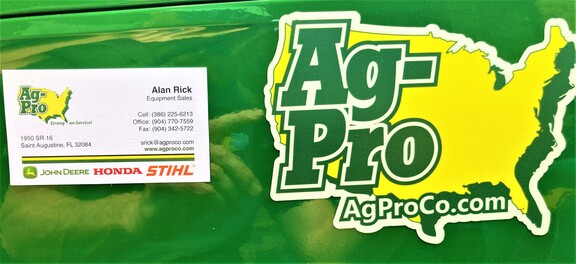 Ag-
Pro
Strong on Service!
Alan Rick
Equipment Sales
Cell: (386) 225-6213
Office: (904) 770-7559
Fax: (904) 342-5722
1950 SR 16
Saint Augustine, FL 32084
srick@agproco.com
www.agproco.com
JOHN DEERE HONDA STIHL
Ag-
Pro
AgProCo.com